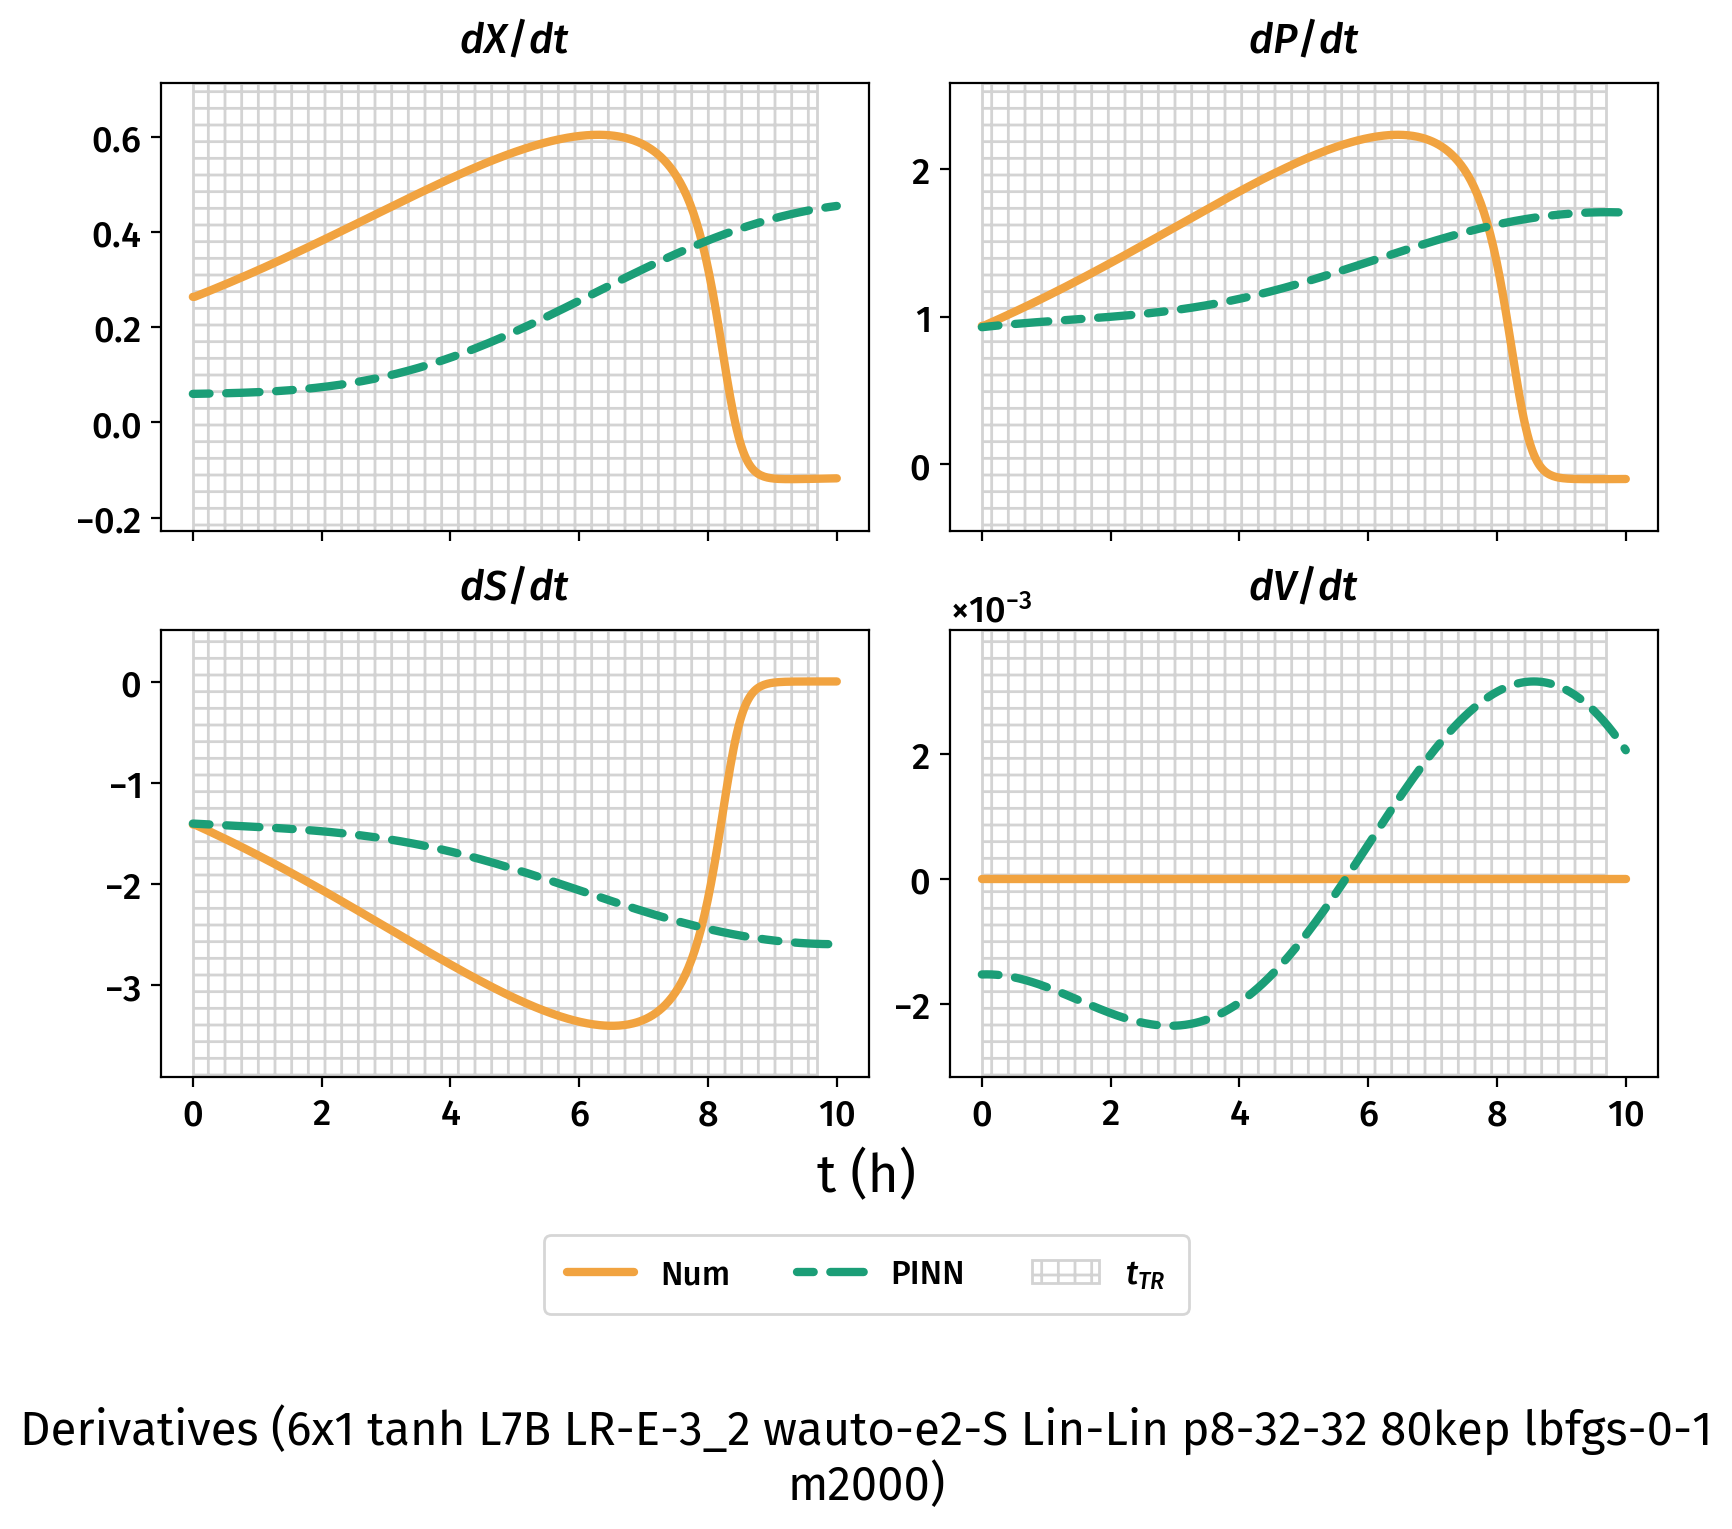 dX/dt
dP/dt
0.6
0.4
0.2
0.0
−0.2
2
1
0
dS/dt
dV/dt
×10⁻³
0
−1
−2
−3
2
0
−2
0 2 4 6 8 10
0 2 4 6 8 10
t (h)
Num PINN t_TR
Derivatives (6x1 tanh L7B LR-E-3_2 wauto-e2-S Lin-Lin p8-32-32 80kep lbfgs-0-1
m2000)